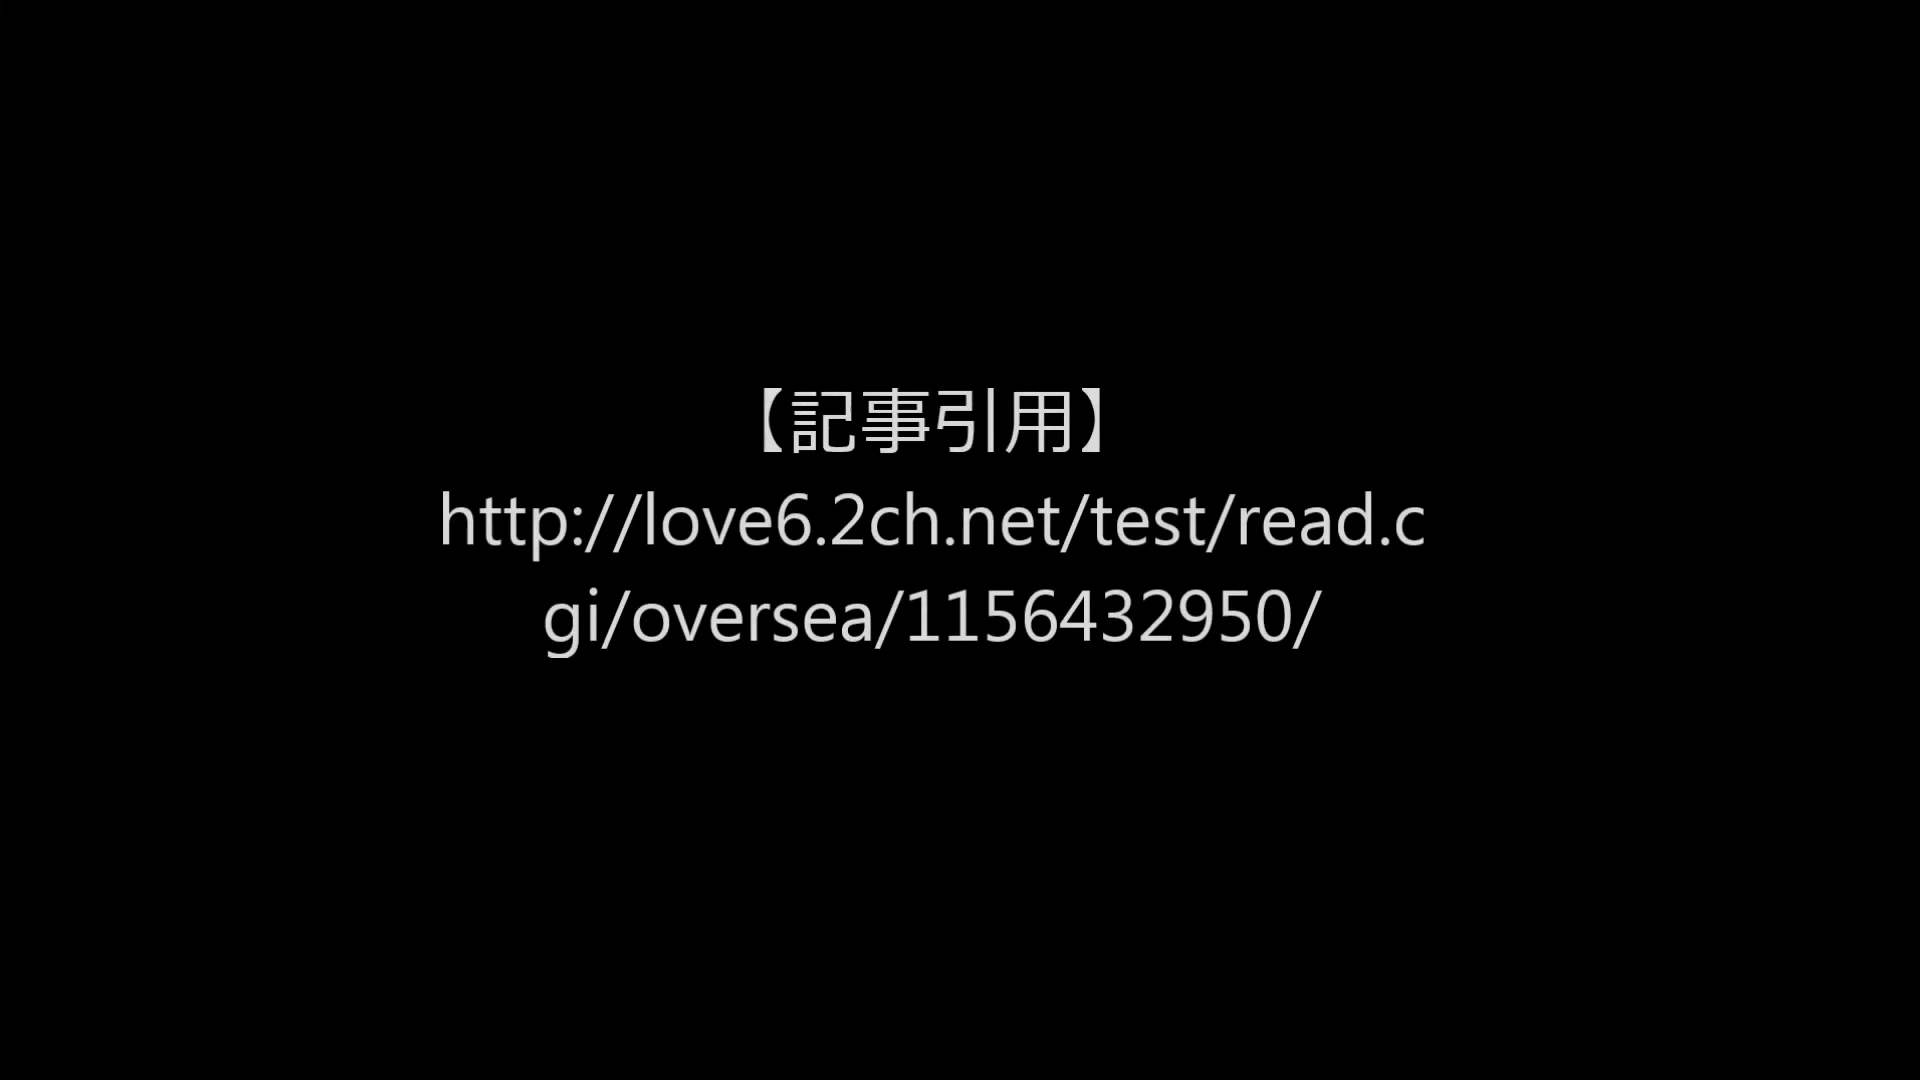 【記事引用】
http://love6.2ch.net/test/read.c
gi/oversea/1156432950/